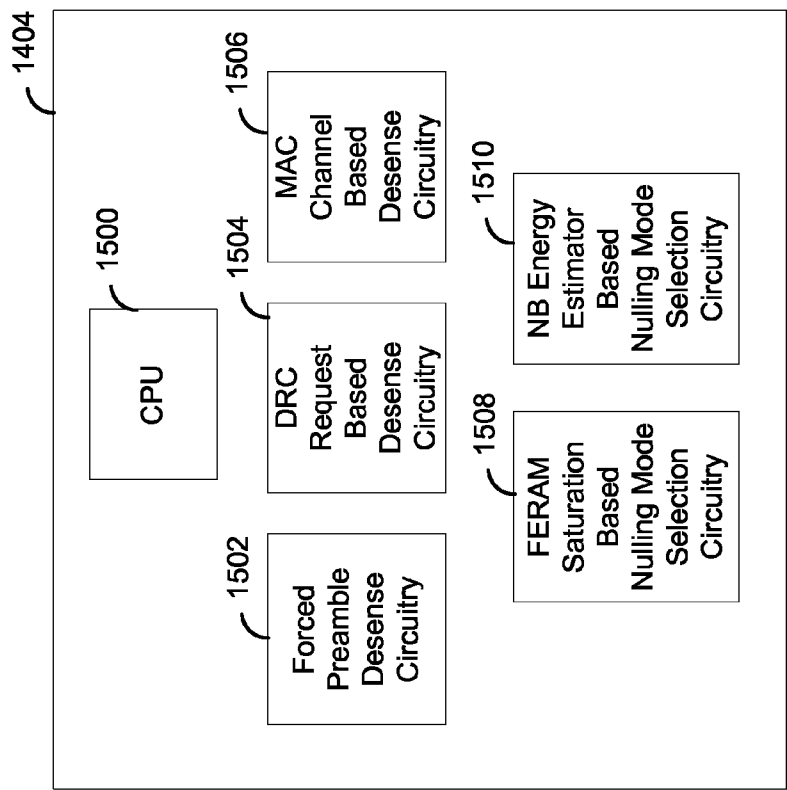 1404
1500
CPU
1502
Forced
Preamble
Desense
Circuitry
1504
DRC
Request
Based
Desense
Circuitry
1506
MAC
Channel
Based
Desense
Circuitry
1508
FERAM
Saturation
Based
Nulling Mode
Selection
Circuitry
1510
NB Energy
Estimator
Based
Nulling Mode
Selection
Circuitry